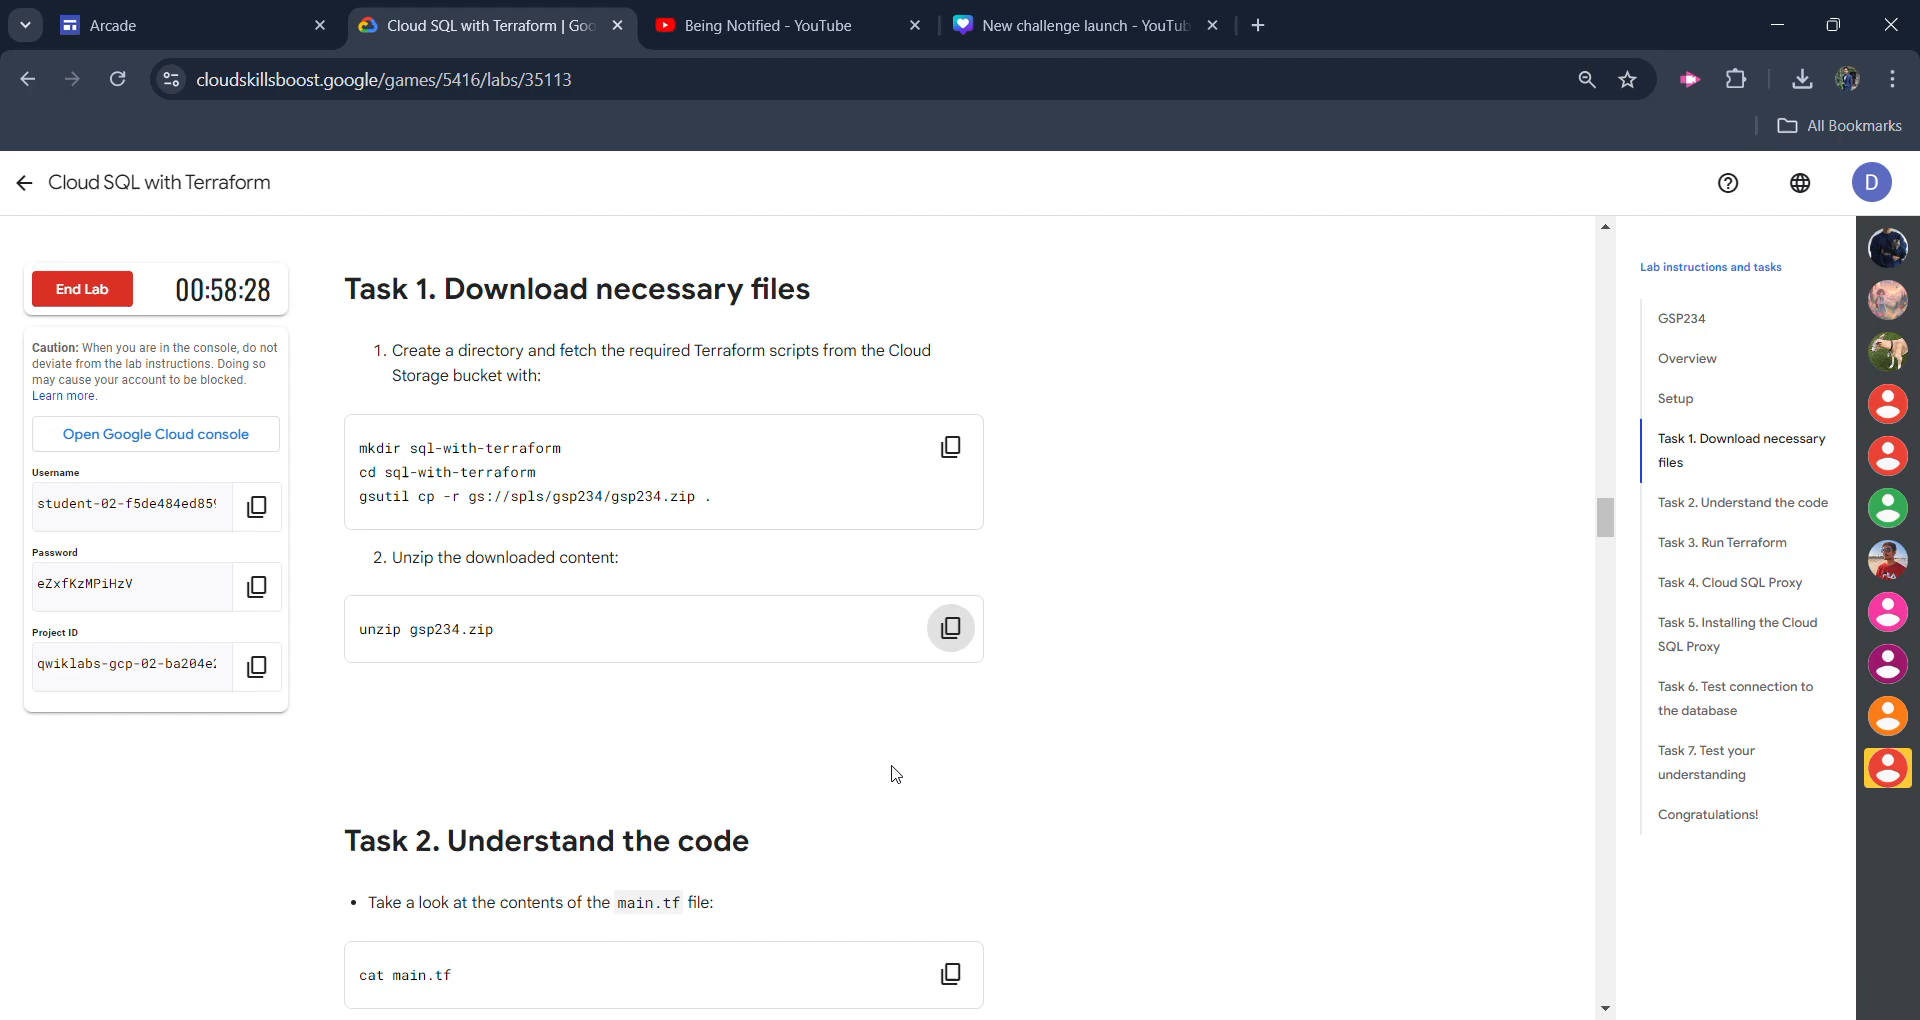 Arcade
Cloud SQL with Terraform | Goo
Being Notified - YouTube
New challenge launch - YouTub
cloudskillsboost.google/games/5416/labs/35113
All Bookmarks
Cloud SQL with Terraform
D
End Lab
00:58:28
Caution: When you are in the console, do not
deviate from the lab instructions. Doing so
may cause your account to be blocked.
Learn more.
Open Google Cloud console
Username
student-02-f5de484ed85
Password
eZxfKzMPiHzV
Project ID
qwiklabs-gcp-02-ba204e
Task 1. Download necessary files
1. Create a directory and fetch the required Terraform scripts from the Cloud
Storage bucket with:
mkdir sql-with-terraform
cd sql-with-terraform
gsutil cp -r gs://spls/gsp234/gsp234.zip .
2. Unzip the downloaded content:
unzip gsp234.zip
Task 2. Understand the code
• Take a look at the contents of the main.tf file:
cat main.tf
Lab instructions and tasks
GSP234
Overview
Setup
Task 1. Download necessary
files
Task 2. Understand the code
Task 3. Run Terraform
Task 4. Cloud SQL Proxy
Task 5. Installing the Cloud
SQL Proxy
Task 6. Test connection to
the database
Task 7. Test your
understanding
Congratulations!